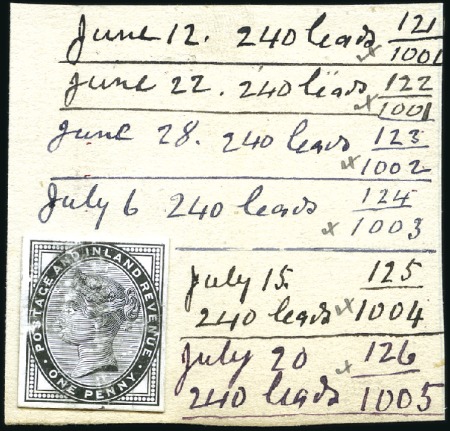 June 12. 240 leads 121
x 1001
June 22. 240 leads 122
x 1001
June 28. 240 leads 123
x 1002
July 6 240 leads 124
x 1003
July 15. 125
240 leads x 1004
July 20 x 126
240 leads 1005
POSTAGE AND INLAND REVENUE
ONE PENNY